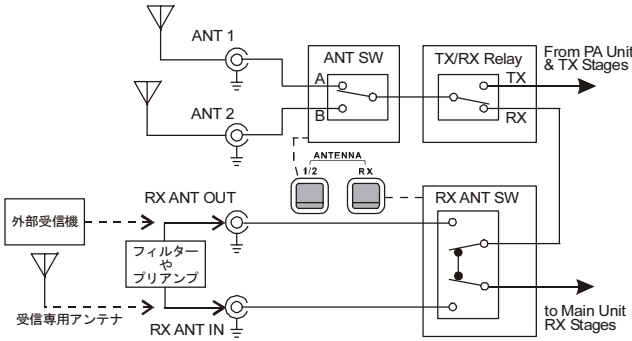 ANT 1
ANT SW
TX/RX Relay
From PA Unit
& TX Stages
A
TX
ANT 2
B
RX
ANTENNA
1/2
RX
RX ANT OUT
RX ANT SW
外部受信機
フィルター
や
プリアンプ
受信専用アンテナ
RX ANT IN
to Main Unit
RX Stages